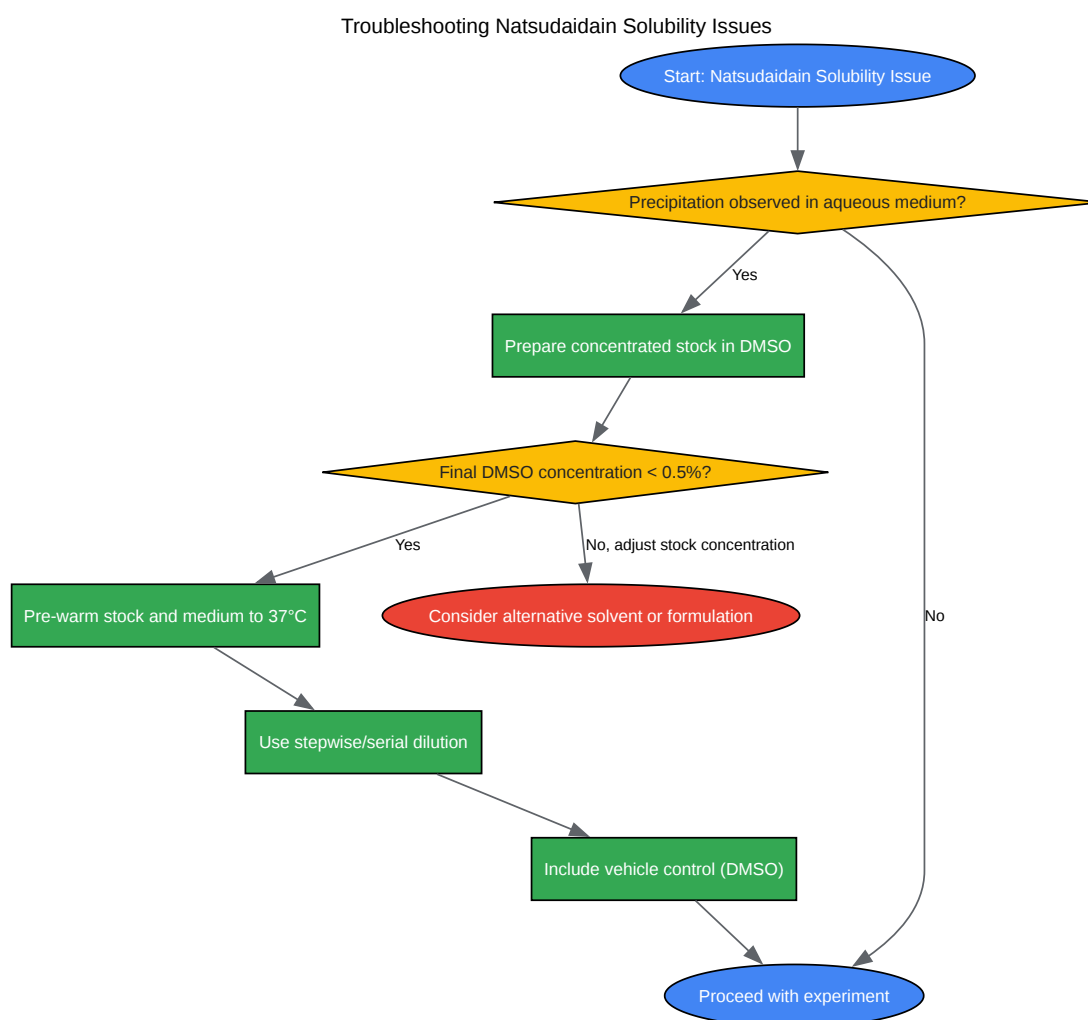 Troubleshooting Natsudaidain Solubility Issues
Start: Natsudaidain Solubility Issue
Precipitation observed in aqueous medium?
Yes
Prepare concentrated stock in DMSO
Final DMSO concentration < 0.5%?
Yes
No, adjust stock concentration
Pre-warm stock and medium to 37°C
Consider alternative solvent or formulation
No
Use stepwise/serial dilution
Include vehicle control (DMSO)
Proceed with experiment